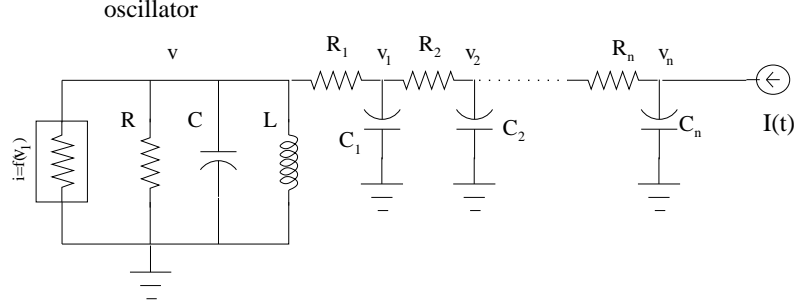 oscillator
v
R1
v1
R2
v2
Rn
vn
i=f(v1)
R
C
L
C1
C2
Cn
I(t)